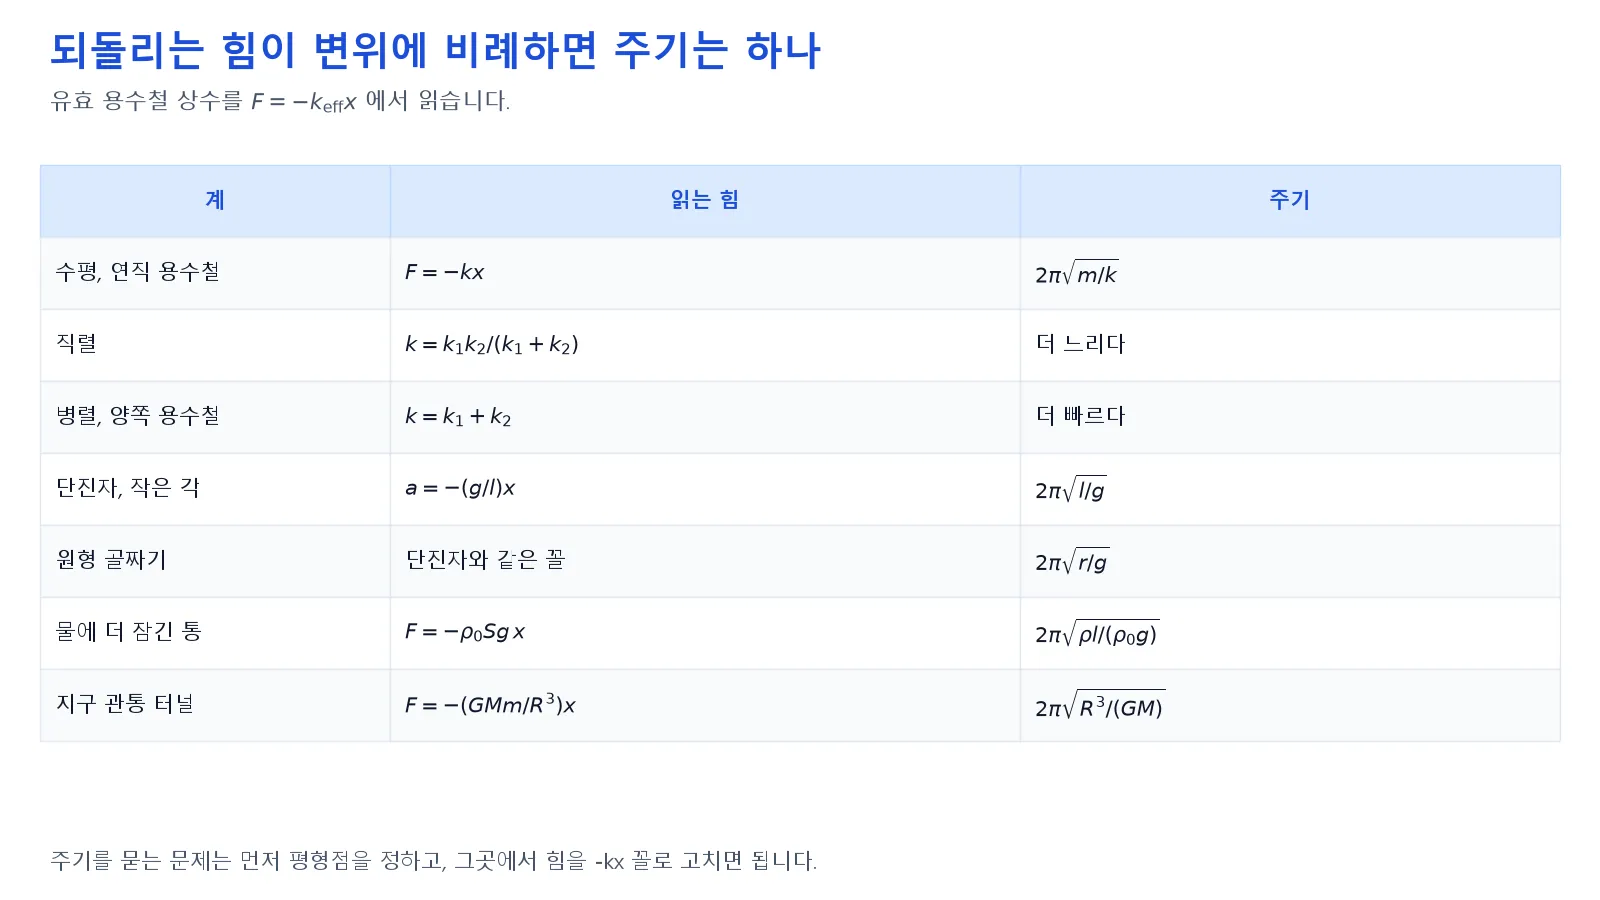 되돌리는 힘이 변위에 비례하면 주기는 하나
유효 용수철 상수를 F = −k_eff x 에서 읽습니다.
계 읽는 힘 주기
수평, 연직 용수철 F = −kx 2π√(m/k)
직렬 k = k₁k₂/(k₁ + k₂) 더 느리다
병렬, 양쪽 용수철 k = k₁ + k₂ 더 빠르다
단진자, 작은 각 a = −(g/l)x 2π√(l/g)
원형 골짜기 단진자와 같은 꼴 2π√(r/g)
물에 더 잠긴 통 F = −ρ₀Sg x 2π√(ρl/(ρ₀g))
지구 관통 터널 F = −(GMm/R³)x 2π√(R³/(GM))
주기를 묻는 문제는 먼저 평형점을 정하고, 그곳에서 힘을 -kx 꼴로 고치면 됩니다.